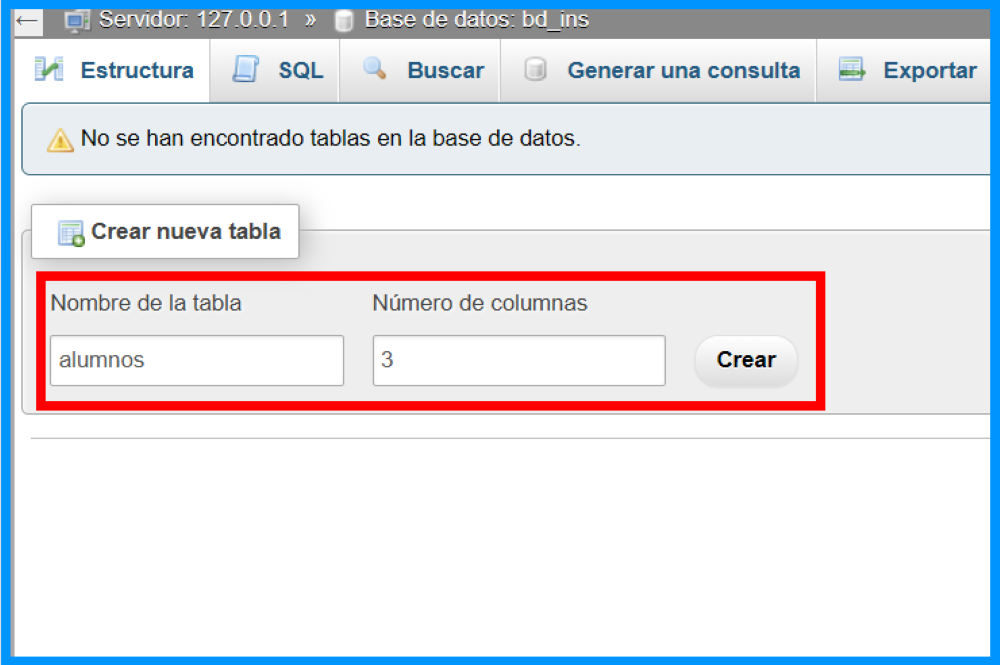 ← Servidor: 127.0.0.1 » Base de datos: bd_ins
Estructura SQL Buscar Generar una consulta Exportar
No se han encontrado tablas en la base de datos.
Crear nueva tabla
Nombre de la tabla Número de columnas
alumnos 3 Crear